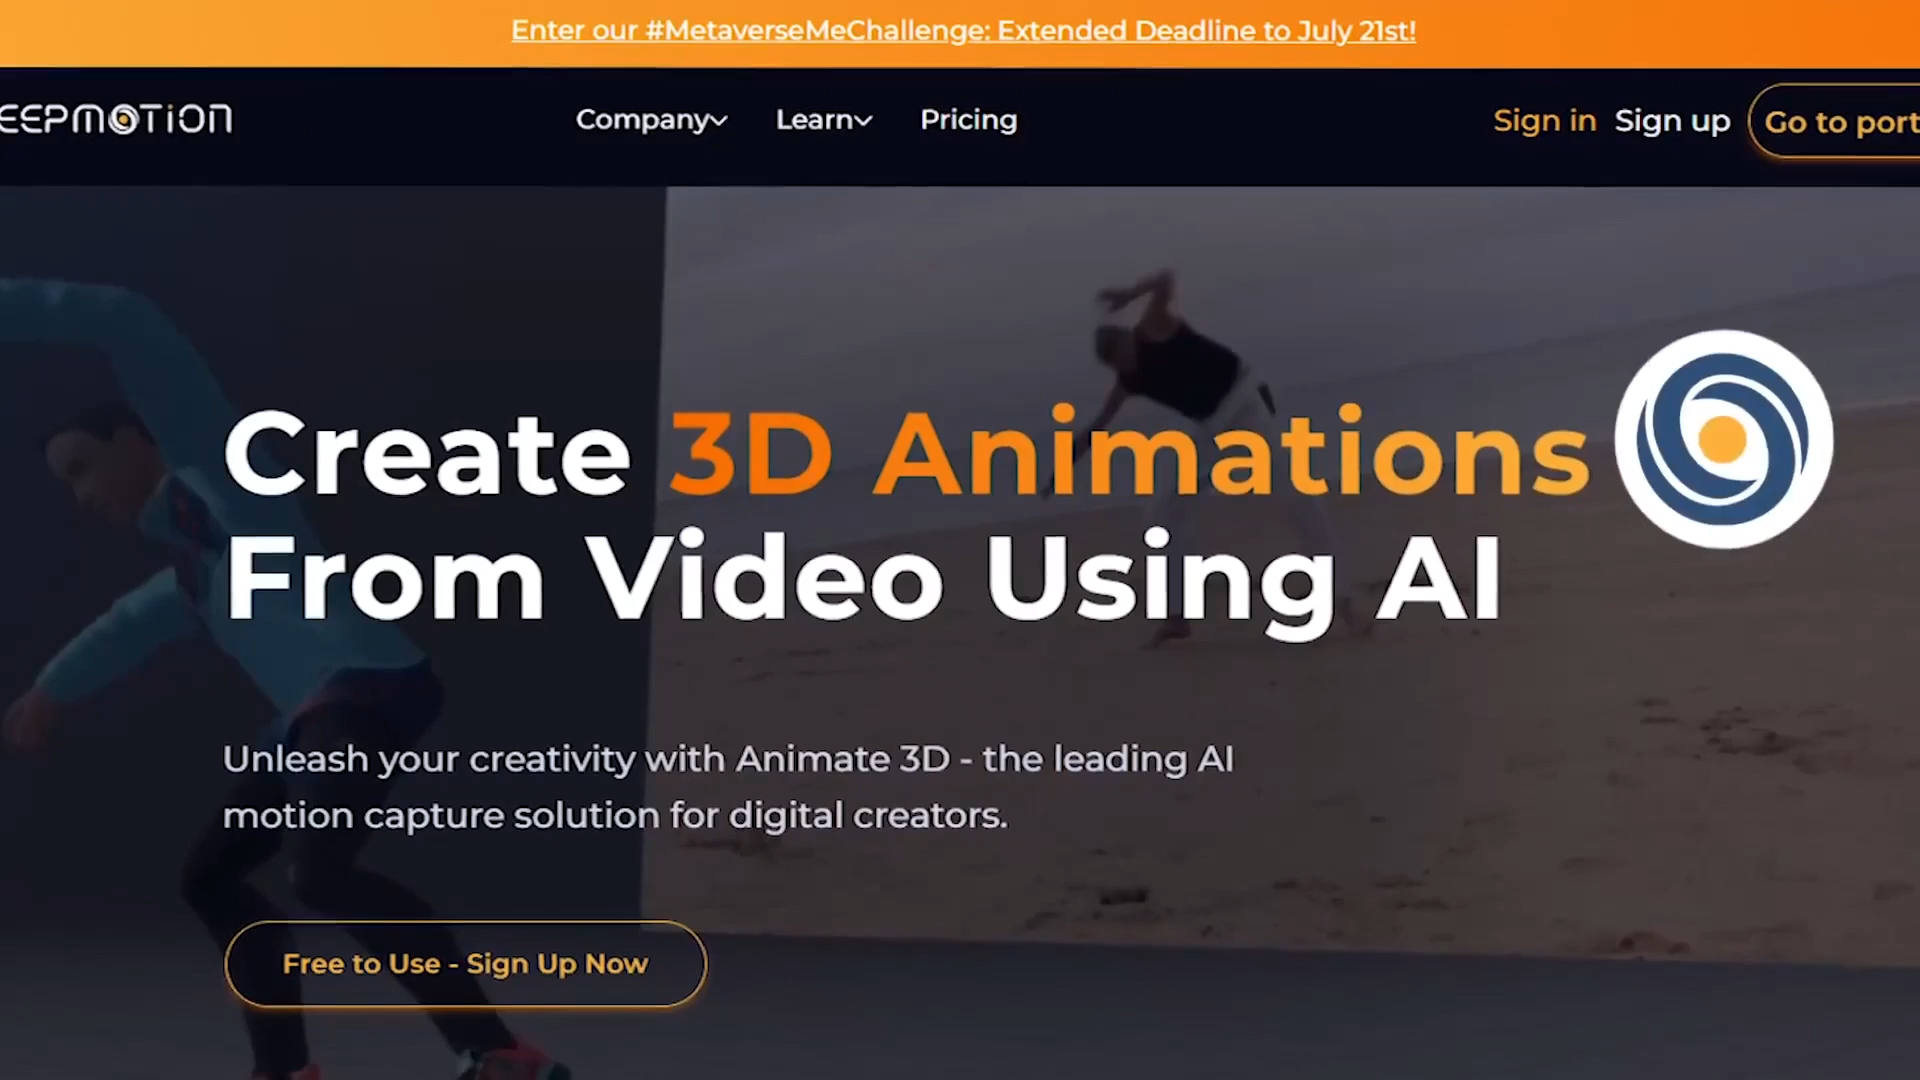 Enter our #MetaverseMeChallenge: Extended Deadline to July 21st!
EEPMOTION
Company
Learn
Pricing
Sign in
Sign up
Go to port
Create 3D Animations
From Video Using AI
Unleash your creativity with Animate 3D - the leading AI
motion capture solution for digital creators.
Free to Use - Sign Up Now